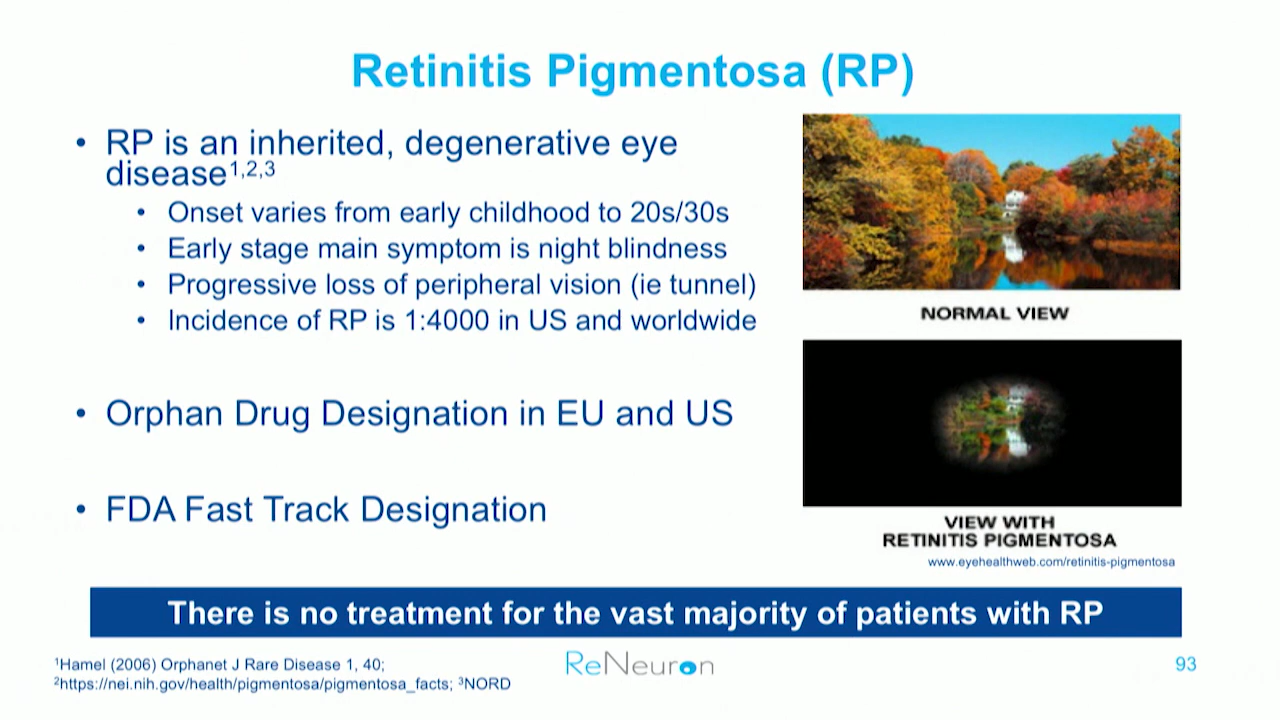 Retinitis Pigmentosa (RP)
• RP is an inherited, degenerative eye
disease1,2,3
• Onset varies from early childhood to 20s/30s
• Early stage main symptom is night blindness
• Progressive loss of peripheral vision (ie tunnel)
• Incidence of RP is 1:4000 in US and worldwide
• Orphan Drug Designation in EU and US
• FDA Fast Track Designation
NORMAL VIEW
VIEW WITH
RETINITIS PIGMENTOSA
www.eyehealthweb.com/retinitis-pigmentosa
There is no treatment for the vast majority of patients with RP
1Hamel (2006) Orphanet J Rare Disease 1, 40;
2https://nei.nih.gov/health/pigmentosa/pigmentosa_facts; 3NORD
ReNeuron
93